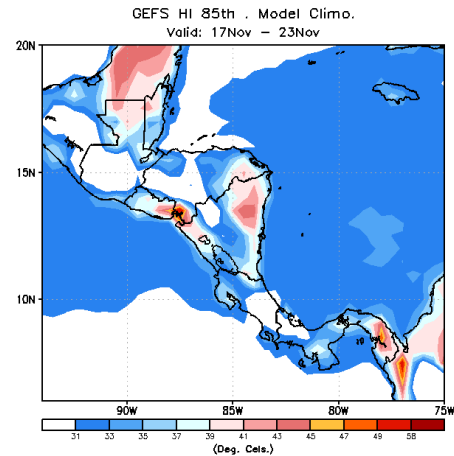 GEFS HI 85th . Model Climo.
Valid: 17Nov – 23Nov
20N
15N
10N
90W 85W 80W 75W
31 33 35 37 39 41 43 45 47 49 58
(Deg. Cels.)